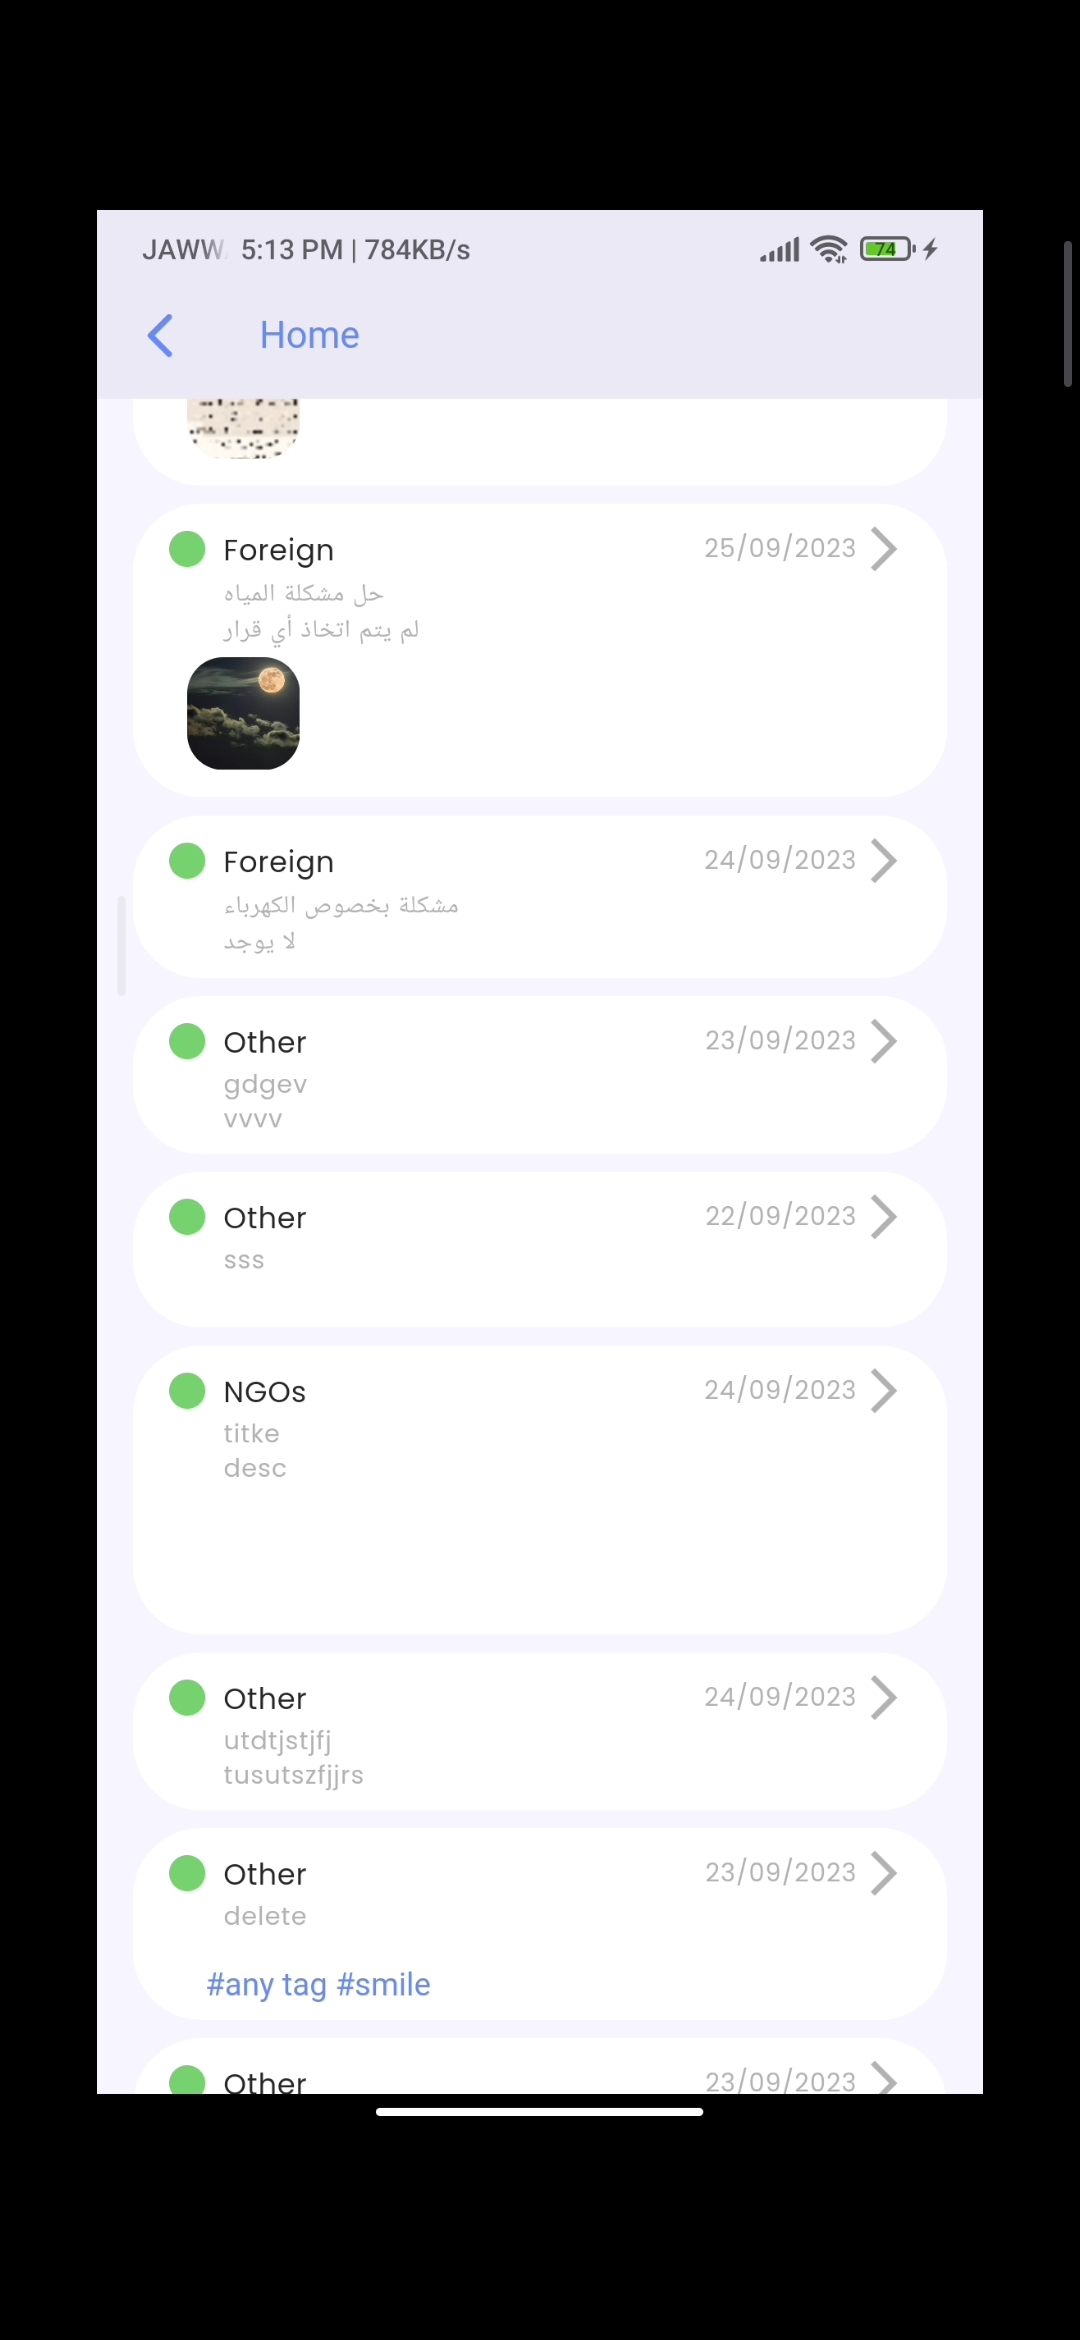 JAWW 5:13 PM | 784KB/s 74
Home
Foreign 25/09/2023
حل مشكلة المياه
لم يتم اتخاذ أي قرار
Foreign 24/09/2023
مشكلة بخصوص الكهرباء
لا يوجد
Other 23/09/2023
gdgev
vvvv
Other 22/09/2023
sss
NGOs 24/09/2023
titke
desc
Other 24/09/2023
utdtjstjfj
tusutszfjjrs
Other 23/09/2023
delete
#any tag #smile
Other 23/09/2023